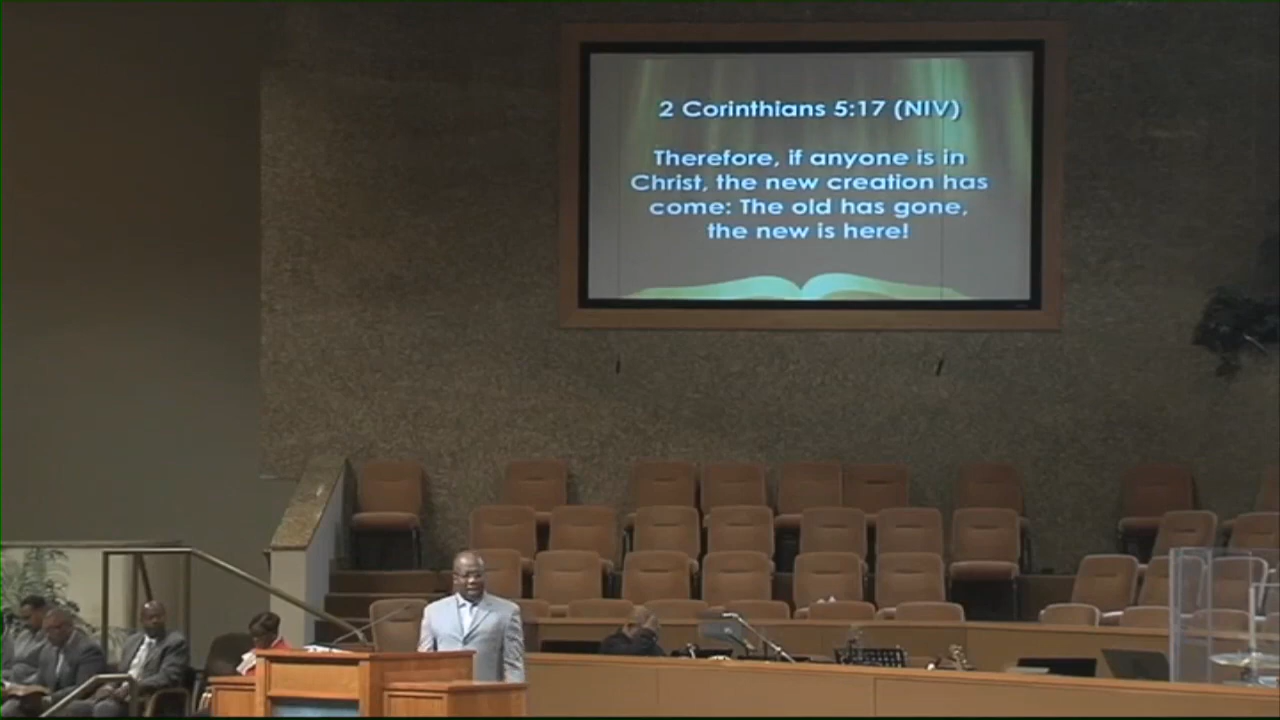 2 Corinthians 5:17 (NIV)
Therefore, if anyone is in
Christ, the new creation has
come: The old has gone,
the new is here!